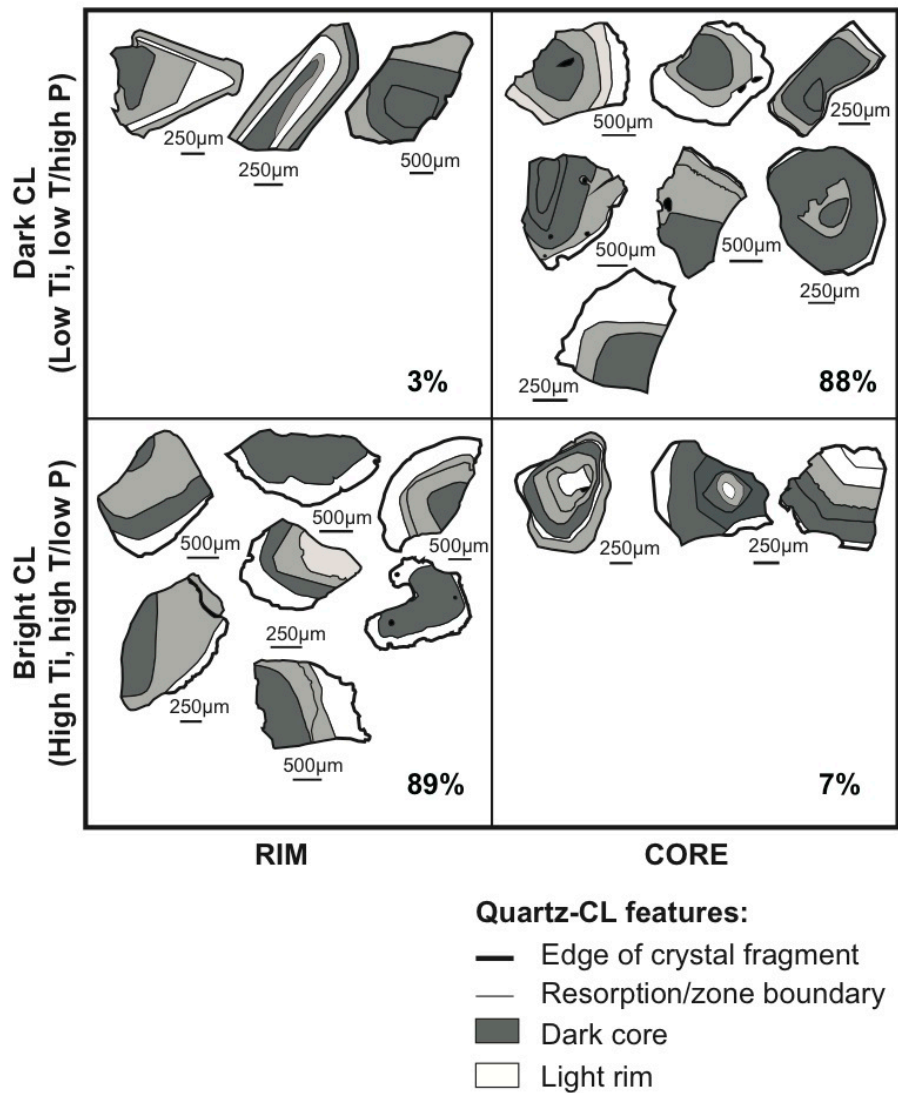 Dark CL
(Low Ti, low T/high P)
250µm
250µm
500µm
3%
500µm
250µm
500µm
500µm
250µm
250µm
88%
Bright CL
(High Ti, high T/low P)
500µm
500µm
500µm
250µm
250µm
500µm
89%
250µm
250µm
7%
RIM
CORE
Quartz-CL features:
Edge of crystal fragment
Resorption/zone boundary
Dark core
Light rim